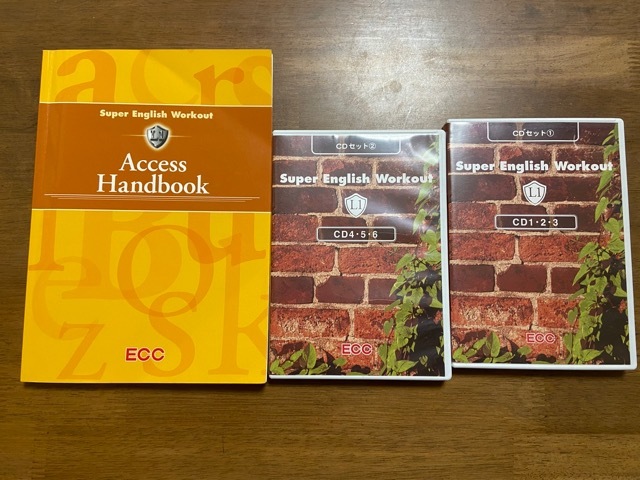 Super English Workout
L1
Access
Handbook
ECC
CDセット②
Super English Workout
L1
CD4・5・6
ECC
CDセット①
Super English Workout
L1
CD1・2・3
ECC